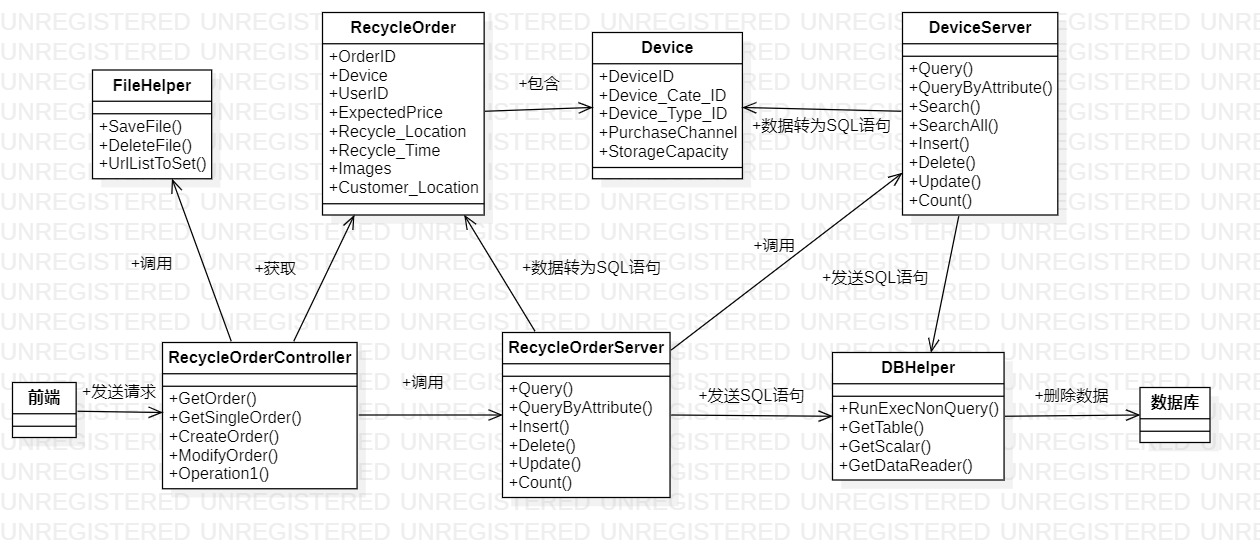 FileHelper
+SaveFile()
+DeleteFile()
+UrlListToSet()
RecycleOrder
+OrderID
+Device
+UserID
+ExpectedPrice
+Recycle_Location
+Recycle_Time
+Images
+Customer_Location
+包含
Device
+DeviceID
+Device_Cate_ID
+Device_Type_ID
+PurchaseChannel
+StorageCapacity
+数据转为SQL语句
DeviceServer
+Query()
+QueryByAttribute()
+Search()
+SearchAll()
+Insert()
+Delete()
+Update()
+Count()
+调用
+获取
+数据转为SQL语句
+调用
+发送SQL语句
前端
+发送请求
RecycleOrderController
+GetOrder()
+GetSingleOrder()
+CreateOrder()
+ModifyOrder()
+Operation1()
+调用
RecycleOrderServer
+Query()
+QueryByAttribute()
+Insert()
+Delete()
+Update()
+Count()
+发送SQL语句
DBHelper
+RunExecNonQuery()
+GetTable()
+GetScalar()
+GetDataReader()
+删除数据
数据库
UNREGISTERED